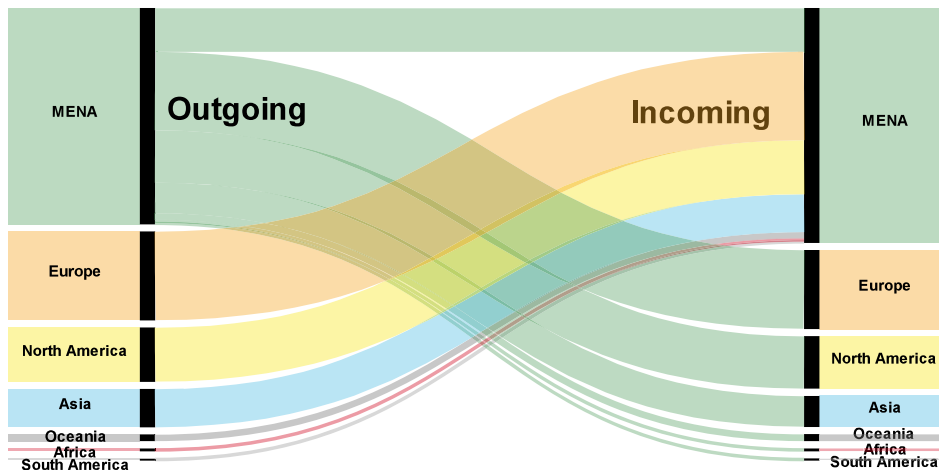 MENA
Outgoing
Incoming
MENA
Europe
Europe
North America
North America
Asia
Asia
Oceania
Oceania
Africa
Africa
South America
South America